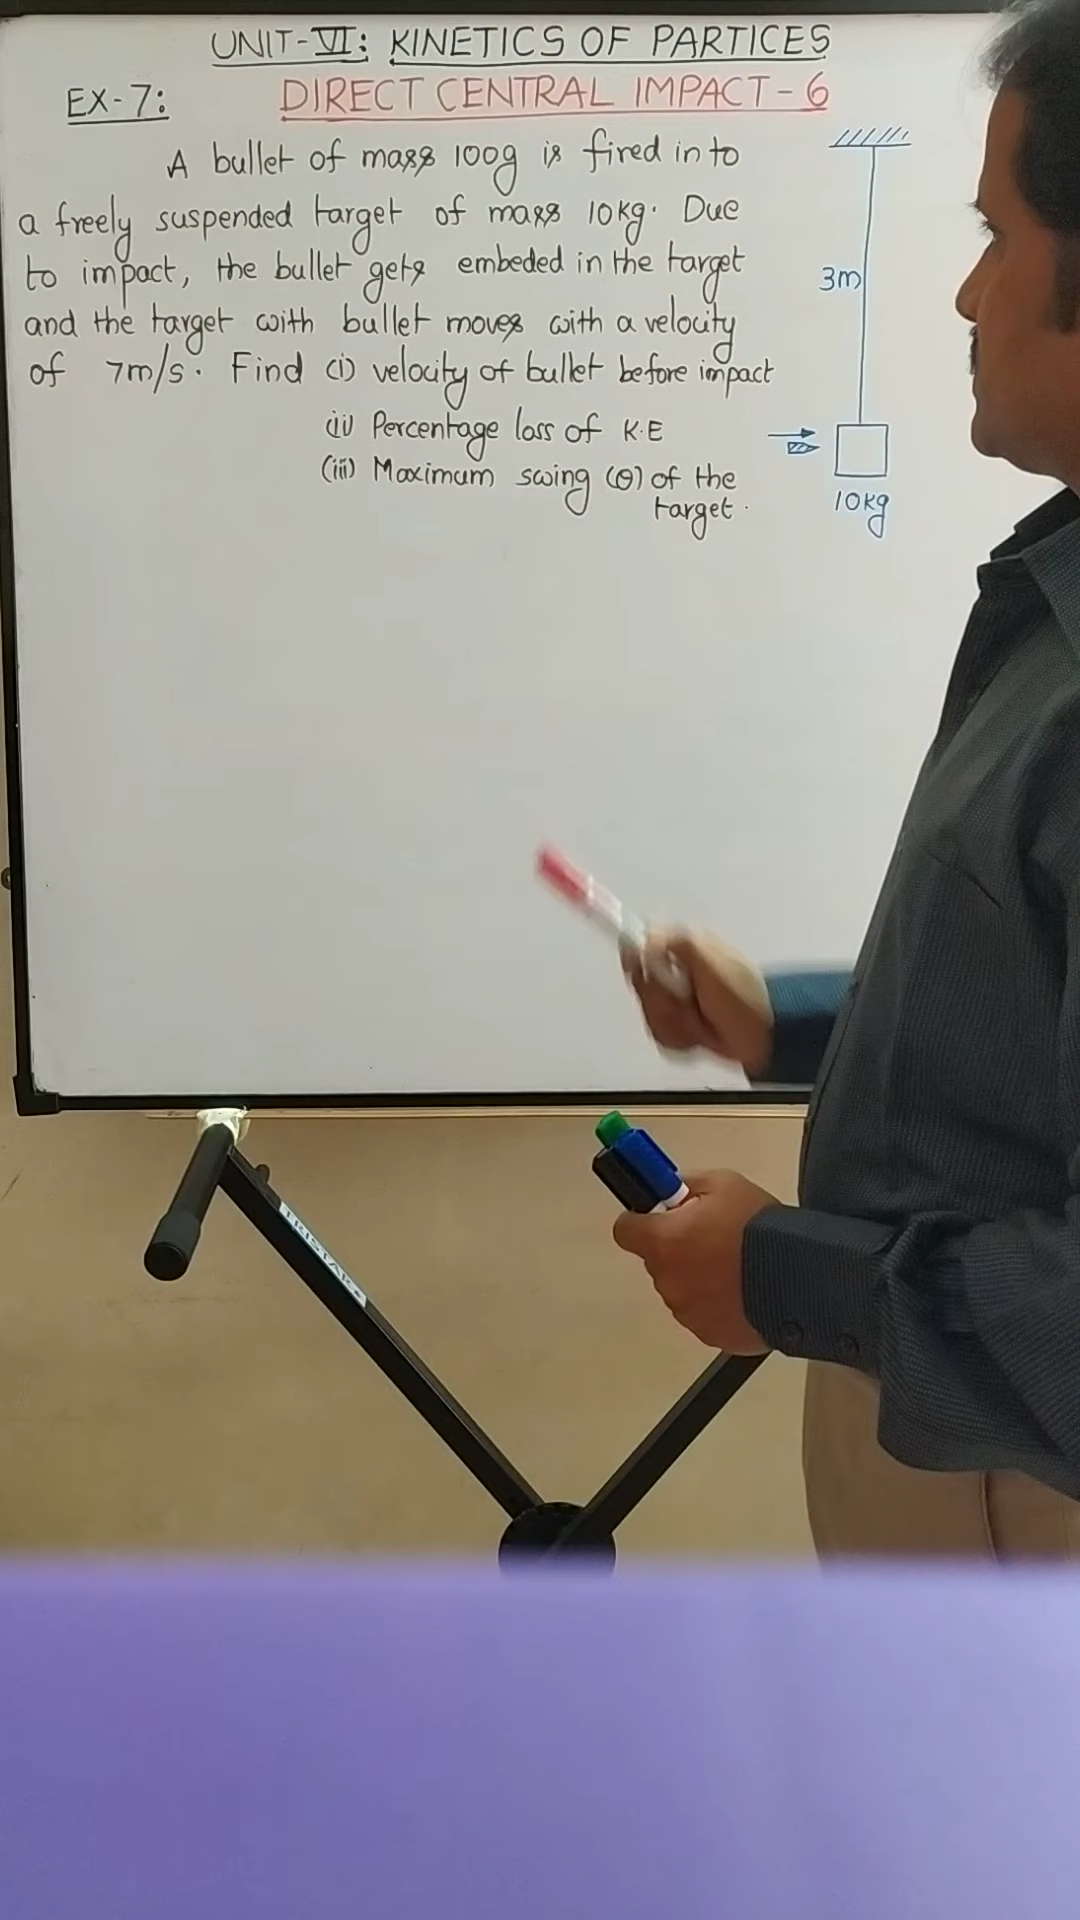 UNIT-VI: KINETICS OF PARTICES
DIRECT CENTRAL IMPACT-6
EX-7:
A bullet of mass 100g is fired in to
a freely suspended target of mass 10kg. Due
to impact, the bullet gets embeded in the target
and the target with bullet moves with a velocity
of 7m/s. Find (i) velocity of bullet before impact
(ii) Percentage loss of K.E
(iii) Maximum swing (θ) of the
target.
3m
10kg
TRISTAR